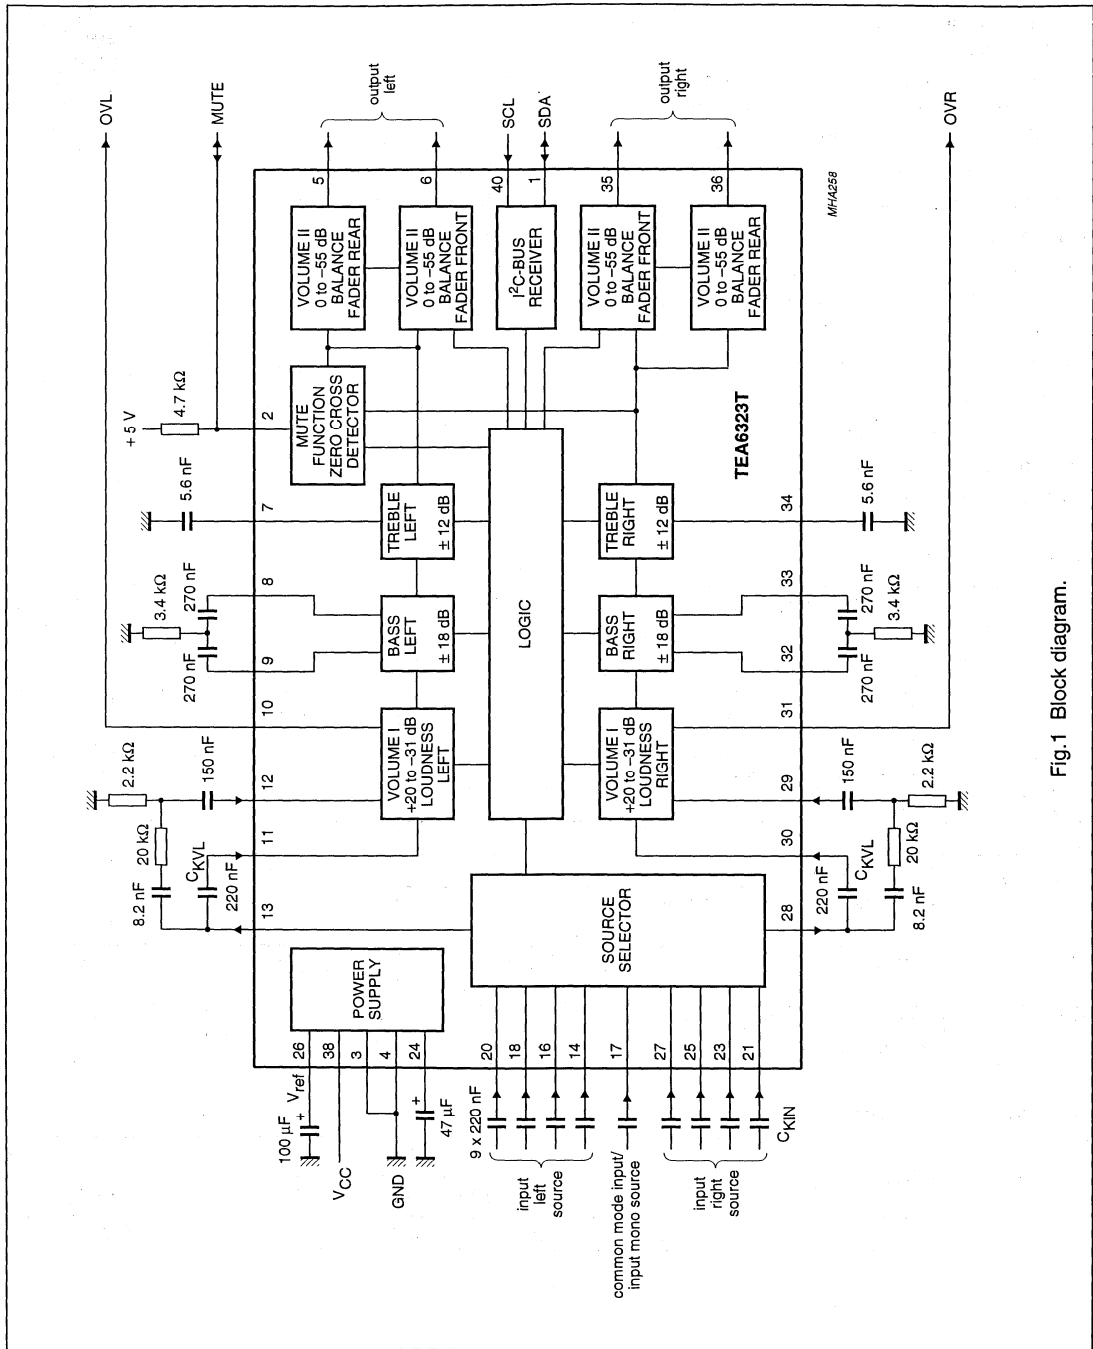 OVL
MUTE
output
left
SCL
SDA
output
right
OVR
5
6
40
1
35
36
MHA258
VOLUME II
0 to −55 dB
BALANCE
FADER REAR
VOLUME II
0 to −55 dB
BALANCE
FADER FRONT
I²C-BUS
RECEIVER
VOLUME II
0 to −55 dB
BALANCE
FADER FRONT
VOLUME II
0 to −55 dB
BALANCE
FADER REAR
+5 V
4.7 kΩ
2
MUTE
FUNCTION
ZERO CROSS
DETECTOR
TEA6323T
5.6 nF
7
TREBLE
LEFT
± 12 dB
LOGIC
TREBLE
RIGHT
± 12 dB
34
5.6 nF
3.4 kΩ
270 nF
270 nF
8
9
BASS
LEFT
± 18 dB
BASS
RIGHT
± 18 dB
33
32
270 nF
270 nF
3.4 kΩ
10
VOLUME I
+20 to −31 dB
LOUDNESS
LEFT
VOLUME I
+20 to −31 dB
LOUDNESS
RIGHT
31
2.2 kΩ
150 nF
12
29
150 nF
2.2 kΩ
20 kΩ
CKVL
11
30
CKVL
20 kΩ
8.2 nF
220 nF
13
28
220 nF
8.2 nF
SOURCE
SELECTOR
POWER
SUPPLY
26
38
3
4
24
20
18
16
14
17
27
25
23
21
100 µF
+
Vref
VCC
GND
+
47 µF
9 x 220 nF
input
left
source
common mode input/
input mono source
input
right
source
CKIN
Fig.1 Block diagram.